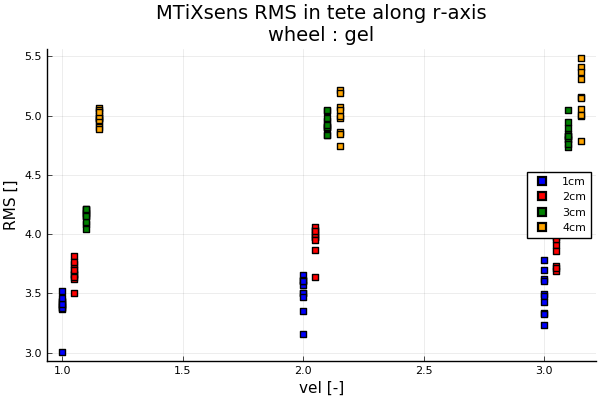 MTiXsens RMS in tete along r-axis
wheel : gel
RMS []
5.5
5.0
4.5
4.0
3.5
3.0
1cm
2cm
3cm
4cm
1.0 1.5 2.0 2.5 3.0
vel [-]